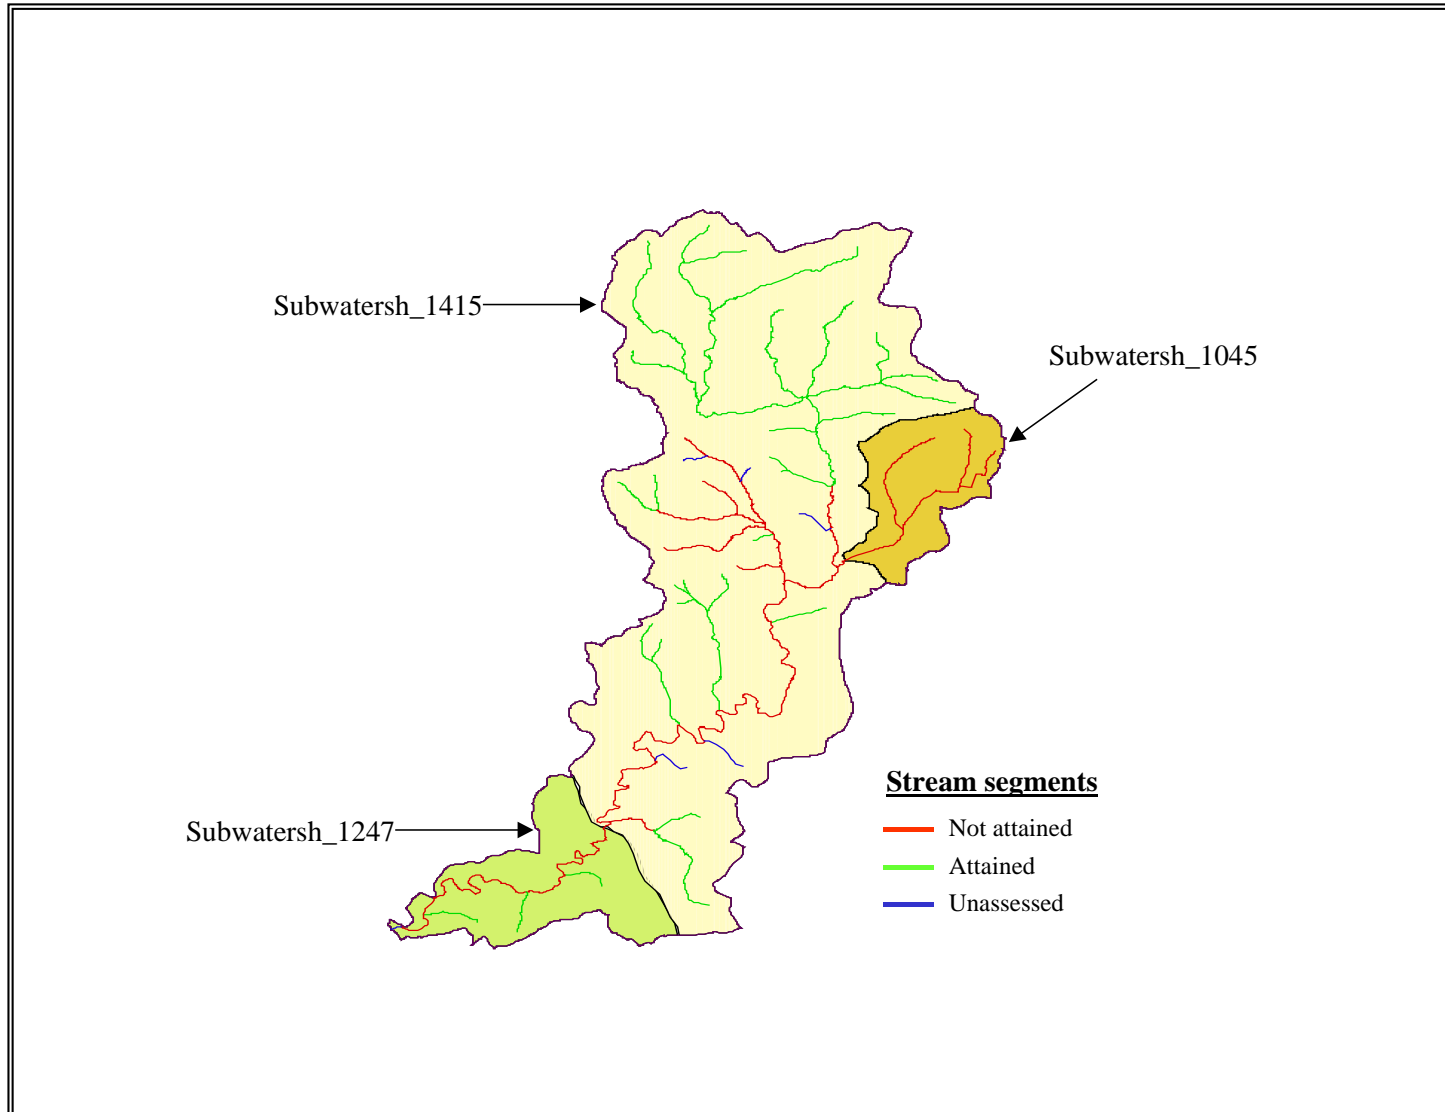 Subwatersh_1415
Subwatersh_1045
Stream segments
Not attained
Attained
Unassessed
Subwatersh_1247